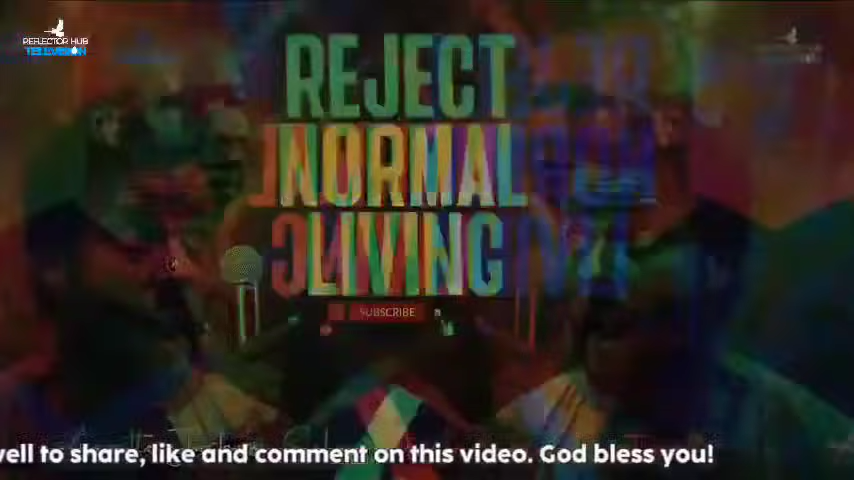 REFLECTOR HUB
TELEVISION
REJECT
NORMAL
LIVING
SUBSCRIBE
well to share, like and comment on this video. God bless you!